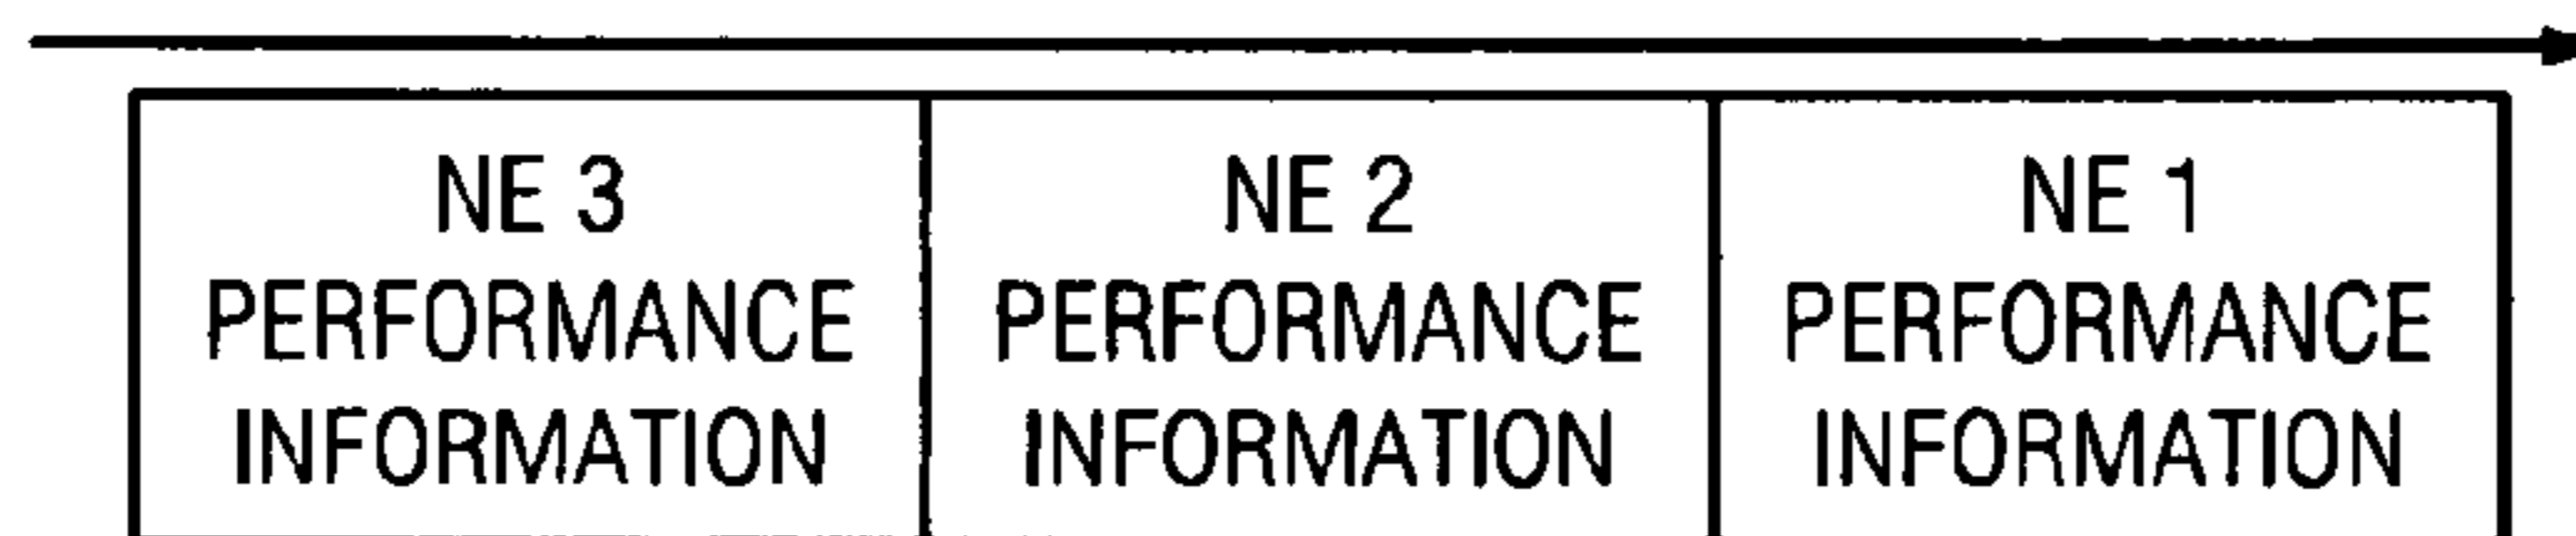 NE 3
PERFORMANCE
INFORMATION
NE 2
PERFORMANCE
INFORMATION
NE 1
PERFORMANCE
INFORMATION